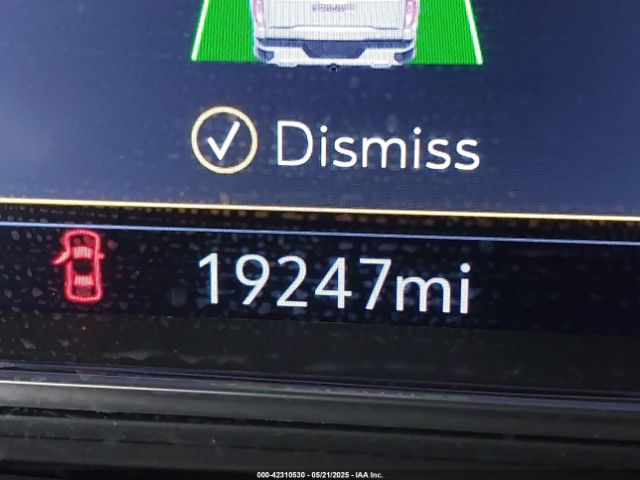 Dismiss
19247mi
000-42310530 - 05/21/2025 - IAA Inc.